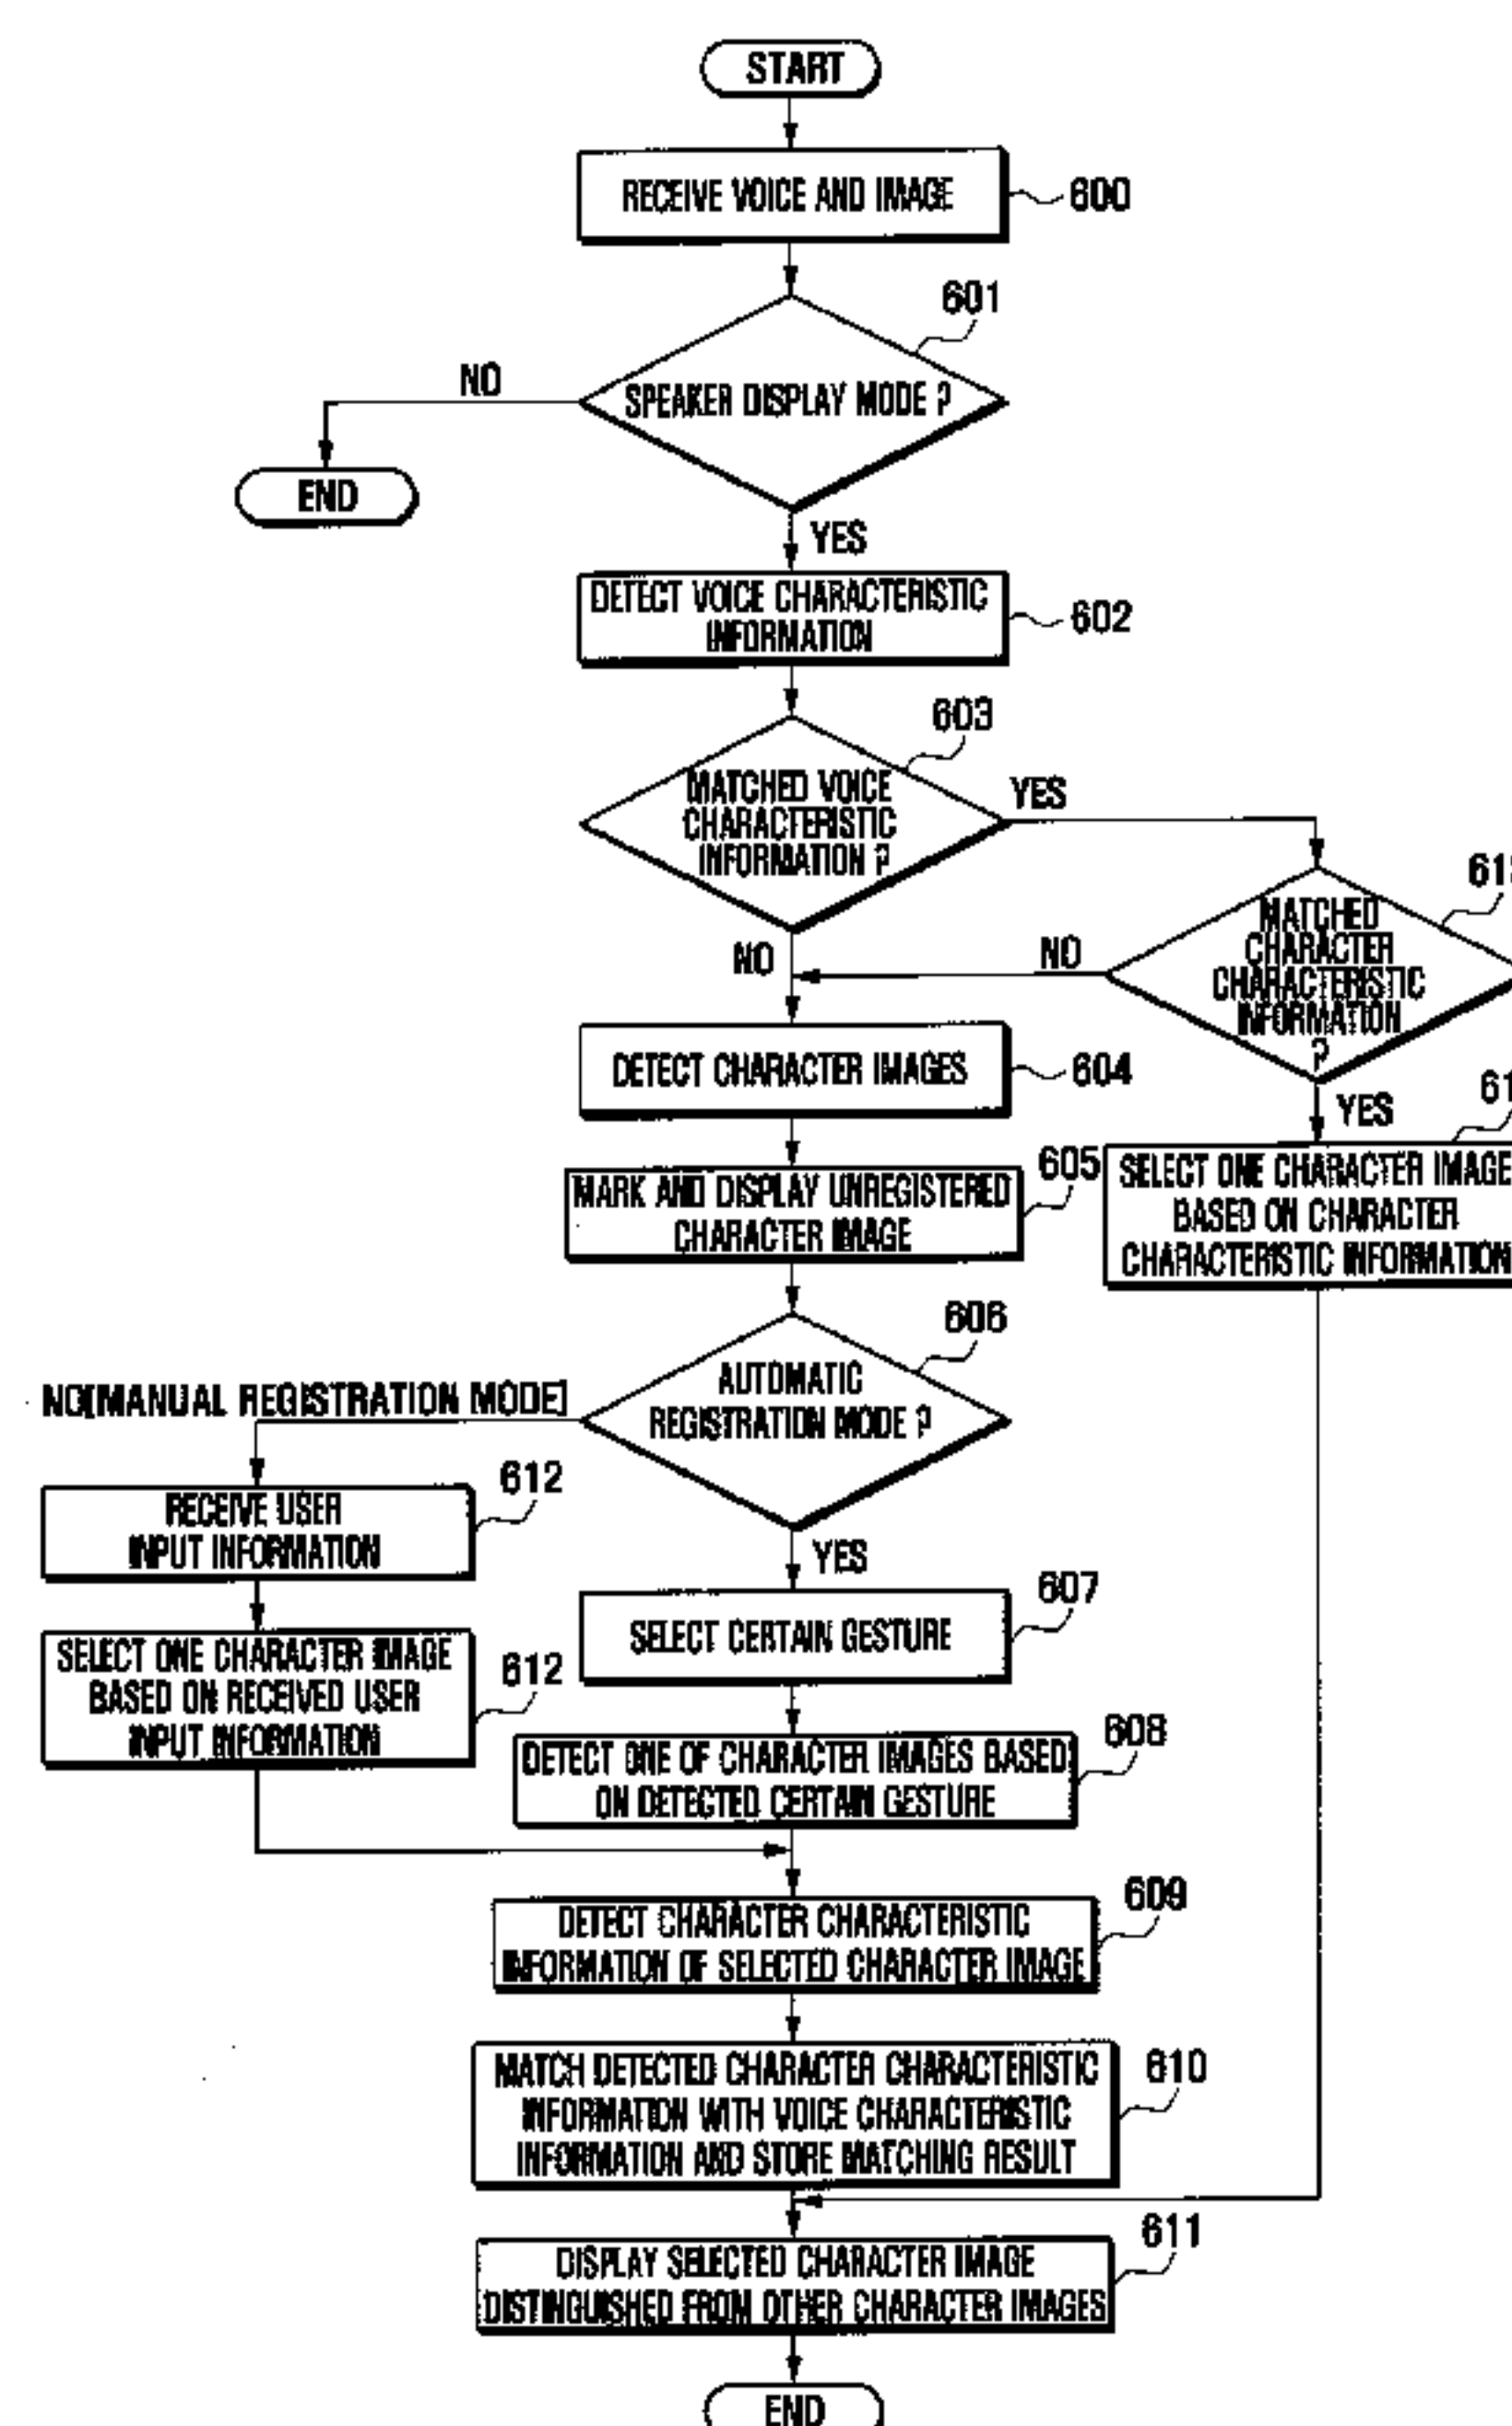 START
RECEIVE VOICE AND IMAGE
600
601
SPEAKER DISPLAY MODE ?
NO
END
YES
DETECT VOICE CHARACTERISTIC
INFORMATION
602
603
MATCHED VOICE
CHARACTERISTIC
INFORMATION ?
YES
MATCHED
CHARACTER
CHARACTERISTIC
INFORMATION
?
NO
NO
YES
DETECT CHARACTER IMAGES
604
MARK AND DISPLAY UNREGISTERED
CHARACTER IMAGE
605
SELECT ONE CHARACTER IMAGE
BASED ON CHARACTER
CHARACTERISTIC INFORMATION
606
AUTOMATIC
REGISTRATION MODE ?
NO[MANUAL REGISTRATION MODE]
RECEIVE USER
INPUT INFORMATION
612
YES
SELECT CERTAIN GESTURE
607
SELECT ONE CHARACTER IMAGE
BASED ON RECEIVED USER
INPUT INFORMATION
612
DETECT ONE OF CHARACTER IMAGES BASED
ON DETECTED CERTAIN GESTURE
608
DETECT CHARACTER CHARACTERISTIC
INFORMATION OF SELECTED CHARACTER IMAGE
609
MATCH DETECTED CHARACTER CHARACTERISTIC
INFORMATION WITH VOICE CHARACTERISTIC
INFORMATION AND STORE MATCHING RESULT
610
DISPLAY SELECTED CHARACTER IMAGE
DISTINGUISHED FROM OTHER CHARACTER IMAGES
611
END